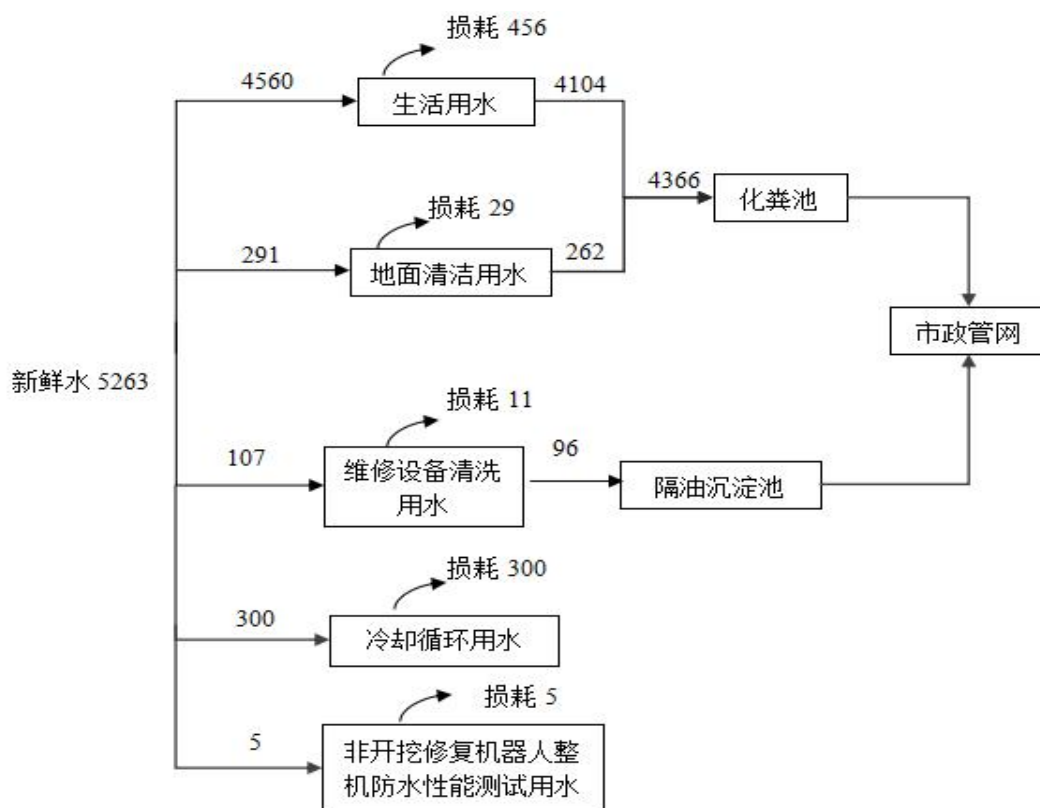 损耗 456
4560
生活用水
4104
4366
化粪池
损耗 29
291
地面清洁用水
262
市政管网
新鲜水 5263
损耗 11
107
维修设备清洗
用水
96
隔油沉淀池
损耗 300
300
冷却循环用水
损耗 5
5
非开挖修复机器人整
机防水性能测试用水